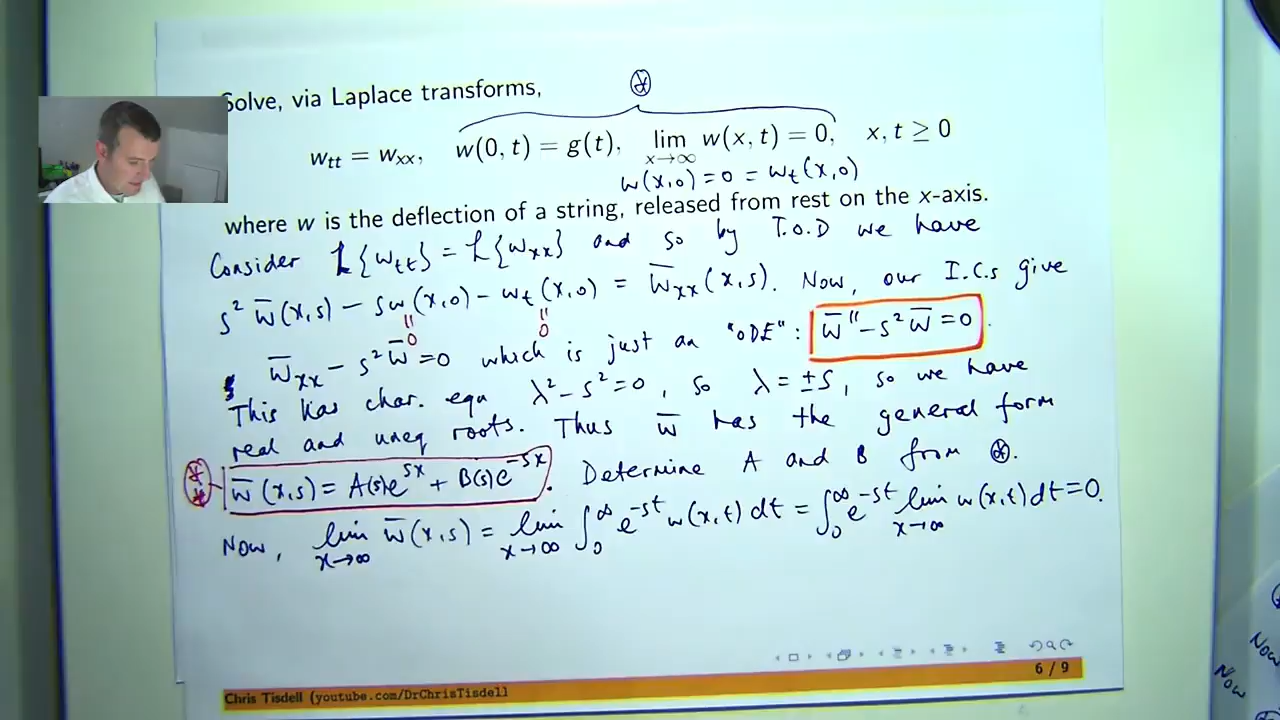 Solve, via Laplace transforms,
⊛
w_tt = w_xx, w(0, t) = g(t), lim_{x→∞} w(x, t) = 0, x, t ≥ 0
w(x,0) = 0 = w_t(x,0)
where w is the deflection of a string, released from rest on the x-axis.
Consider ℒ{w_tt} = ℒ{w_xx} and so by T.O.D we have
s² w̄(x,s) − sw(x,0) − w_t(x,0) = w̄_xx(x,s). Now, our I.C.s give
= 0 = 0
w̄_xx − s² w̄ = 0 which is just an "ODE": w̄'' − s² w̄ = 0.
This has char. eqn λ² − s² = 0, so λ = ±s, so we have
real and uneq roots. Thus w̄ has the general form
w̄(x,s) = A(s)e^{sx} + B(s)e^{−sx}. Determine A and B from ⊛.
Now, lim_{x→∞} w̄(x,s) = lim_{x→∞} ∫_0^∞ e^{−st} w(x,t) dt = ∫_0^∞ e^{−st} lim_{x→∞} w(x,t) dt = 0.
6 / 9
Chris Tisdell (youtube.com/DrChrisTisdell
Now
Now